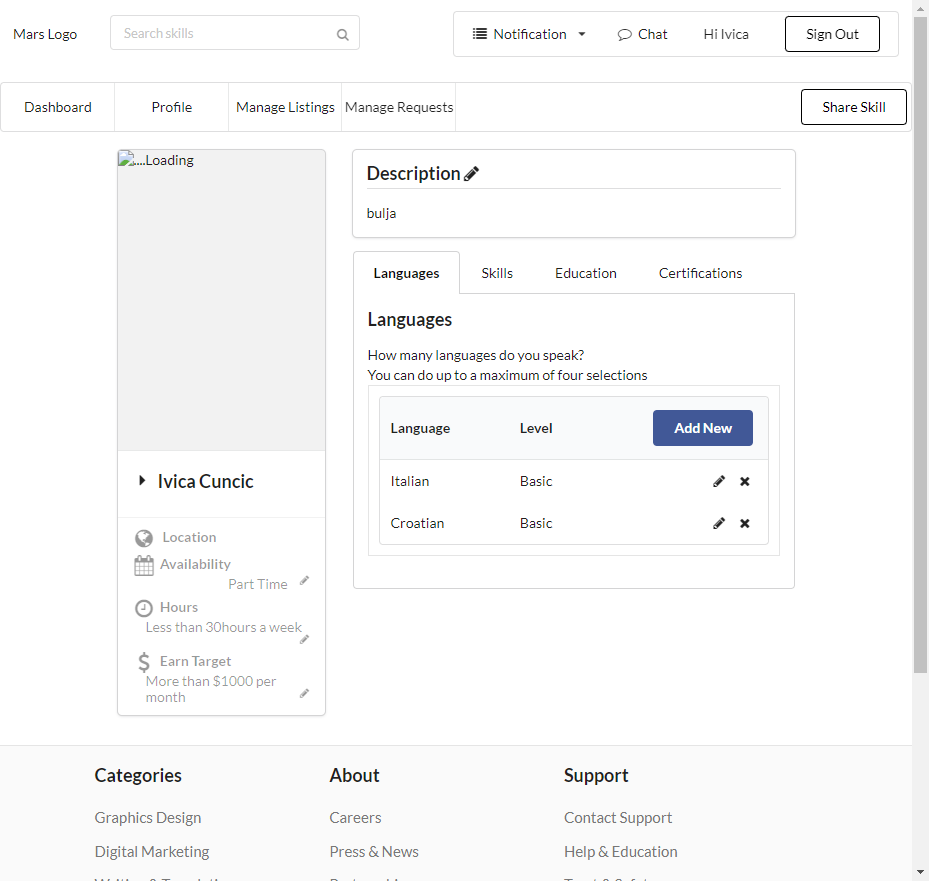 Mars Logo
Search skills
Notification
Chat
Hi Ivica
Sign Out
Dashboard
Profile
Manage Listings
Manage Requests
Share Skill
....Loading
Ivica Cuncic
Location
Availability
Part Time
Hours
Less than 30hours a week
Earn Target
More than $1000 per
month
Description
bulja
Languages
Skills
Education
Certifications
Languages
How many languages do you speak?
You can do up to a maximum of four selections
Language
Level
Add New
Italian
Basic
Croatian
Basic
Categories
About
Support
Graphics Design
Careers
Contact Support
Digital Marketing
Press & News
Help & Education